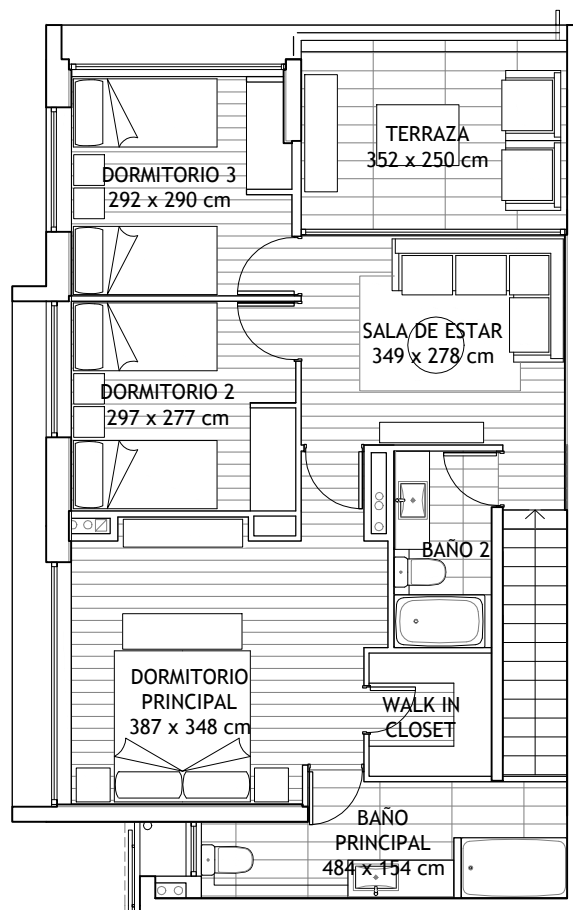 TERRAZA
352 x 250 cm
DORMITORIO 3
292 x 290 cm
SALA DE ESTAR
349 x 278 cm
DORMITORIO 2
297 x 277 cm
BAÑO 2
DORMITORIO
PRINCIPAL
387 x 348 cm
WALK IN
CLOSET
BAÑO
PRINCIPAL
484 x 154 cm